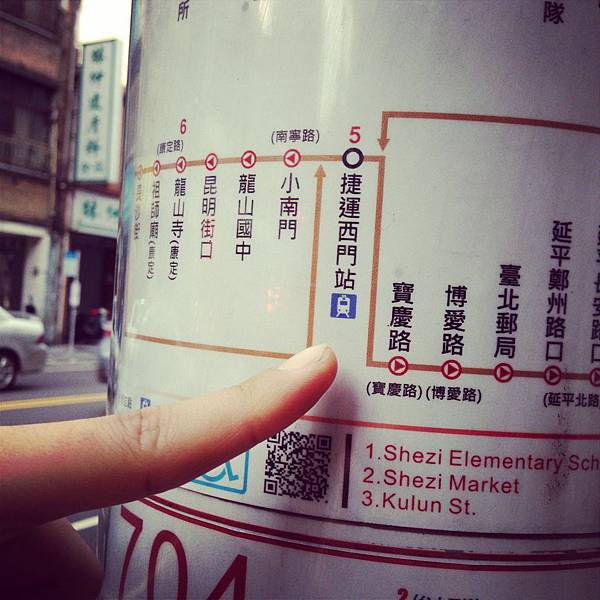 所
隊
6
(康定路)
(南寧路)
5
祖師廟(康定)
龍山寺(康定)
昆明街口
龍山國中
小南門
捷運西門站
寶慶路
博愛路
臺北郵局
延平鄭州路口
(寶慶路)
(博愛路)
(延平北路
1.Shezi Elementary Sch
2.Shezi Market
3.Kulun St.
704